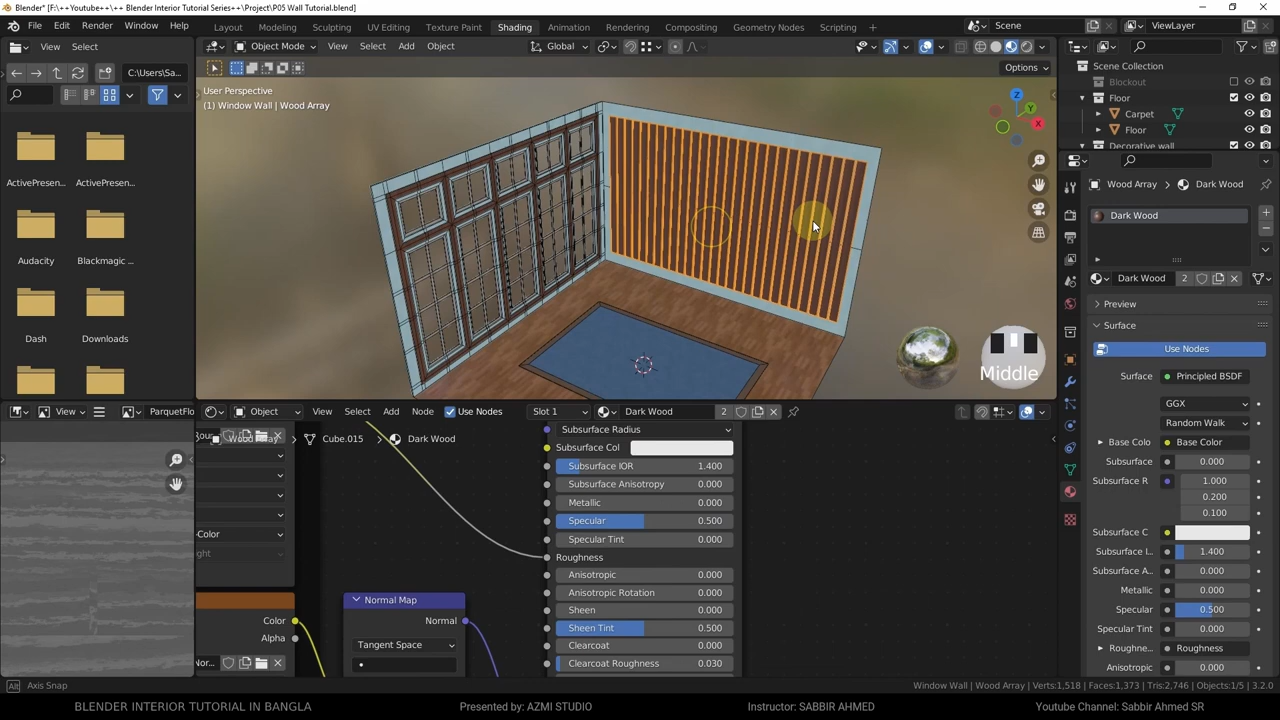 Blender* [F:\++Youtube++\++ Blender Interior Tutorial Series++\Project\P05 Wall Tutorial.blend]
File Edit Render Window Help Layout Modeling Sculpting UV Editing Texture Paint Shading Animation Rendering Compositing Geometry Nodes Scripting Scene ViewLayer
View Select Object Mode View Select Add Object Global
C:\Users\Sa...
Options
User Perspective
(1) Window Wall | Wood Array
Scene Collection
Blockout
Floor
Carpet
Floor
Decorative wall
ActivePresen...
ActivePresen...
Audacity
Blackmagic ...
Dash
Downloads
Z
Y
X
Middle
Wood Array
Dark Wood
Dark Wood
Dark Wood 2
Preview
Surface
Use Nodes
Surface Principled BSDF
GGX
Random Walk
Base Colo Base Color
Subsurface 0.000
Subsurface R 1.000
0.200
0.100
Subsurface C
Subsurface I... 1.400
Subsurface A... 0.000
Metallic 0.000
Specular 0.500
Specular Tint 0.000
Roughne... Roughness
Anisotropic 0.000
View ParquetFlo
Object View Select Add Node Use Nodes Slot 1 Dark Wood 2
Cube.015 Dark Wood
Subsurface Radius
Subsurface Col
Subsurface IOR 1.400
Subsurface Anisotropy 0.000
Metallic 0.000
Specular 0.500
Specular Tint 0.000
Roughness
Anisotropic 0.000
Anisotropic Rotation 0.000
Sheen 0.000
Sheen Tint 0.500
Clearcoat 0.000
Clearcoat Roughness 0.030
-Color
Color
Alpha
Nor...
Normal Map
Normal
Tangent Space
Alt Axis Snap
Window Wall | Wood Array | Verts:1,518 | Faces:1,373 | Tris:2,746 | Objects:1/5 | 3.2.0
BLENDER INTERIOR TUTORIAL IN BANGLA Presented by: AZMI STUDIO Instructor: SABBIR AHMED Youtube Channel: Sabbir Ahmed SR